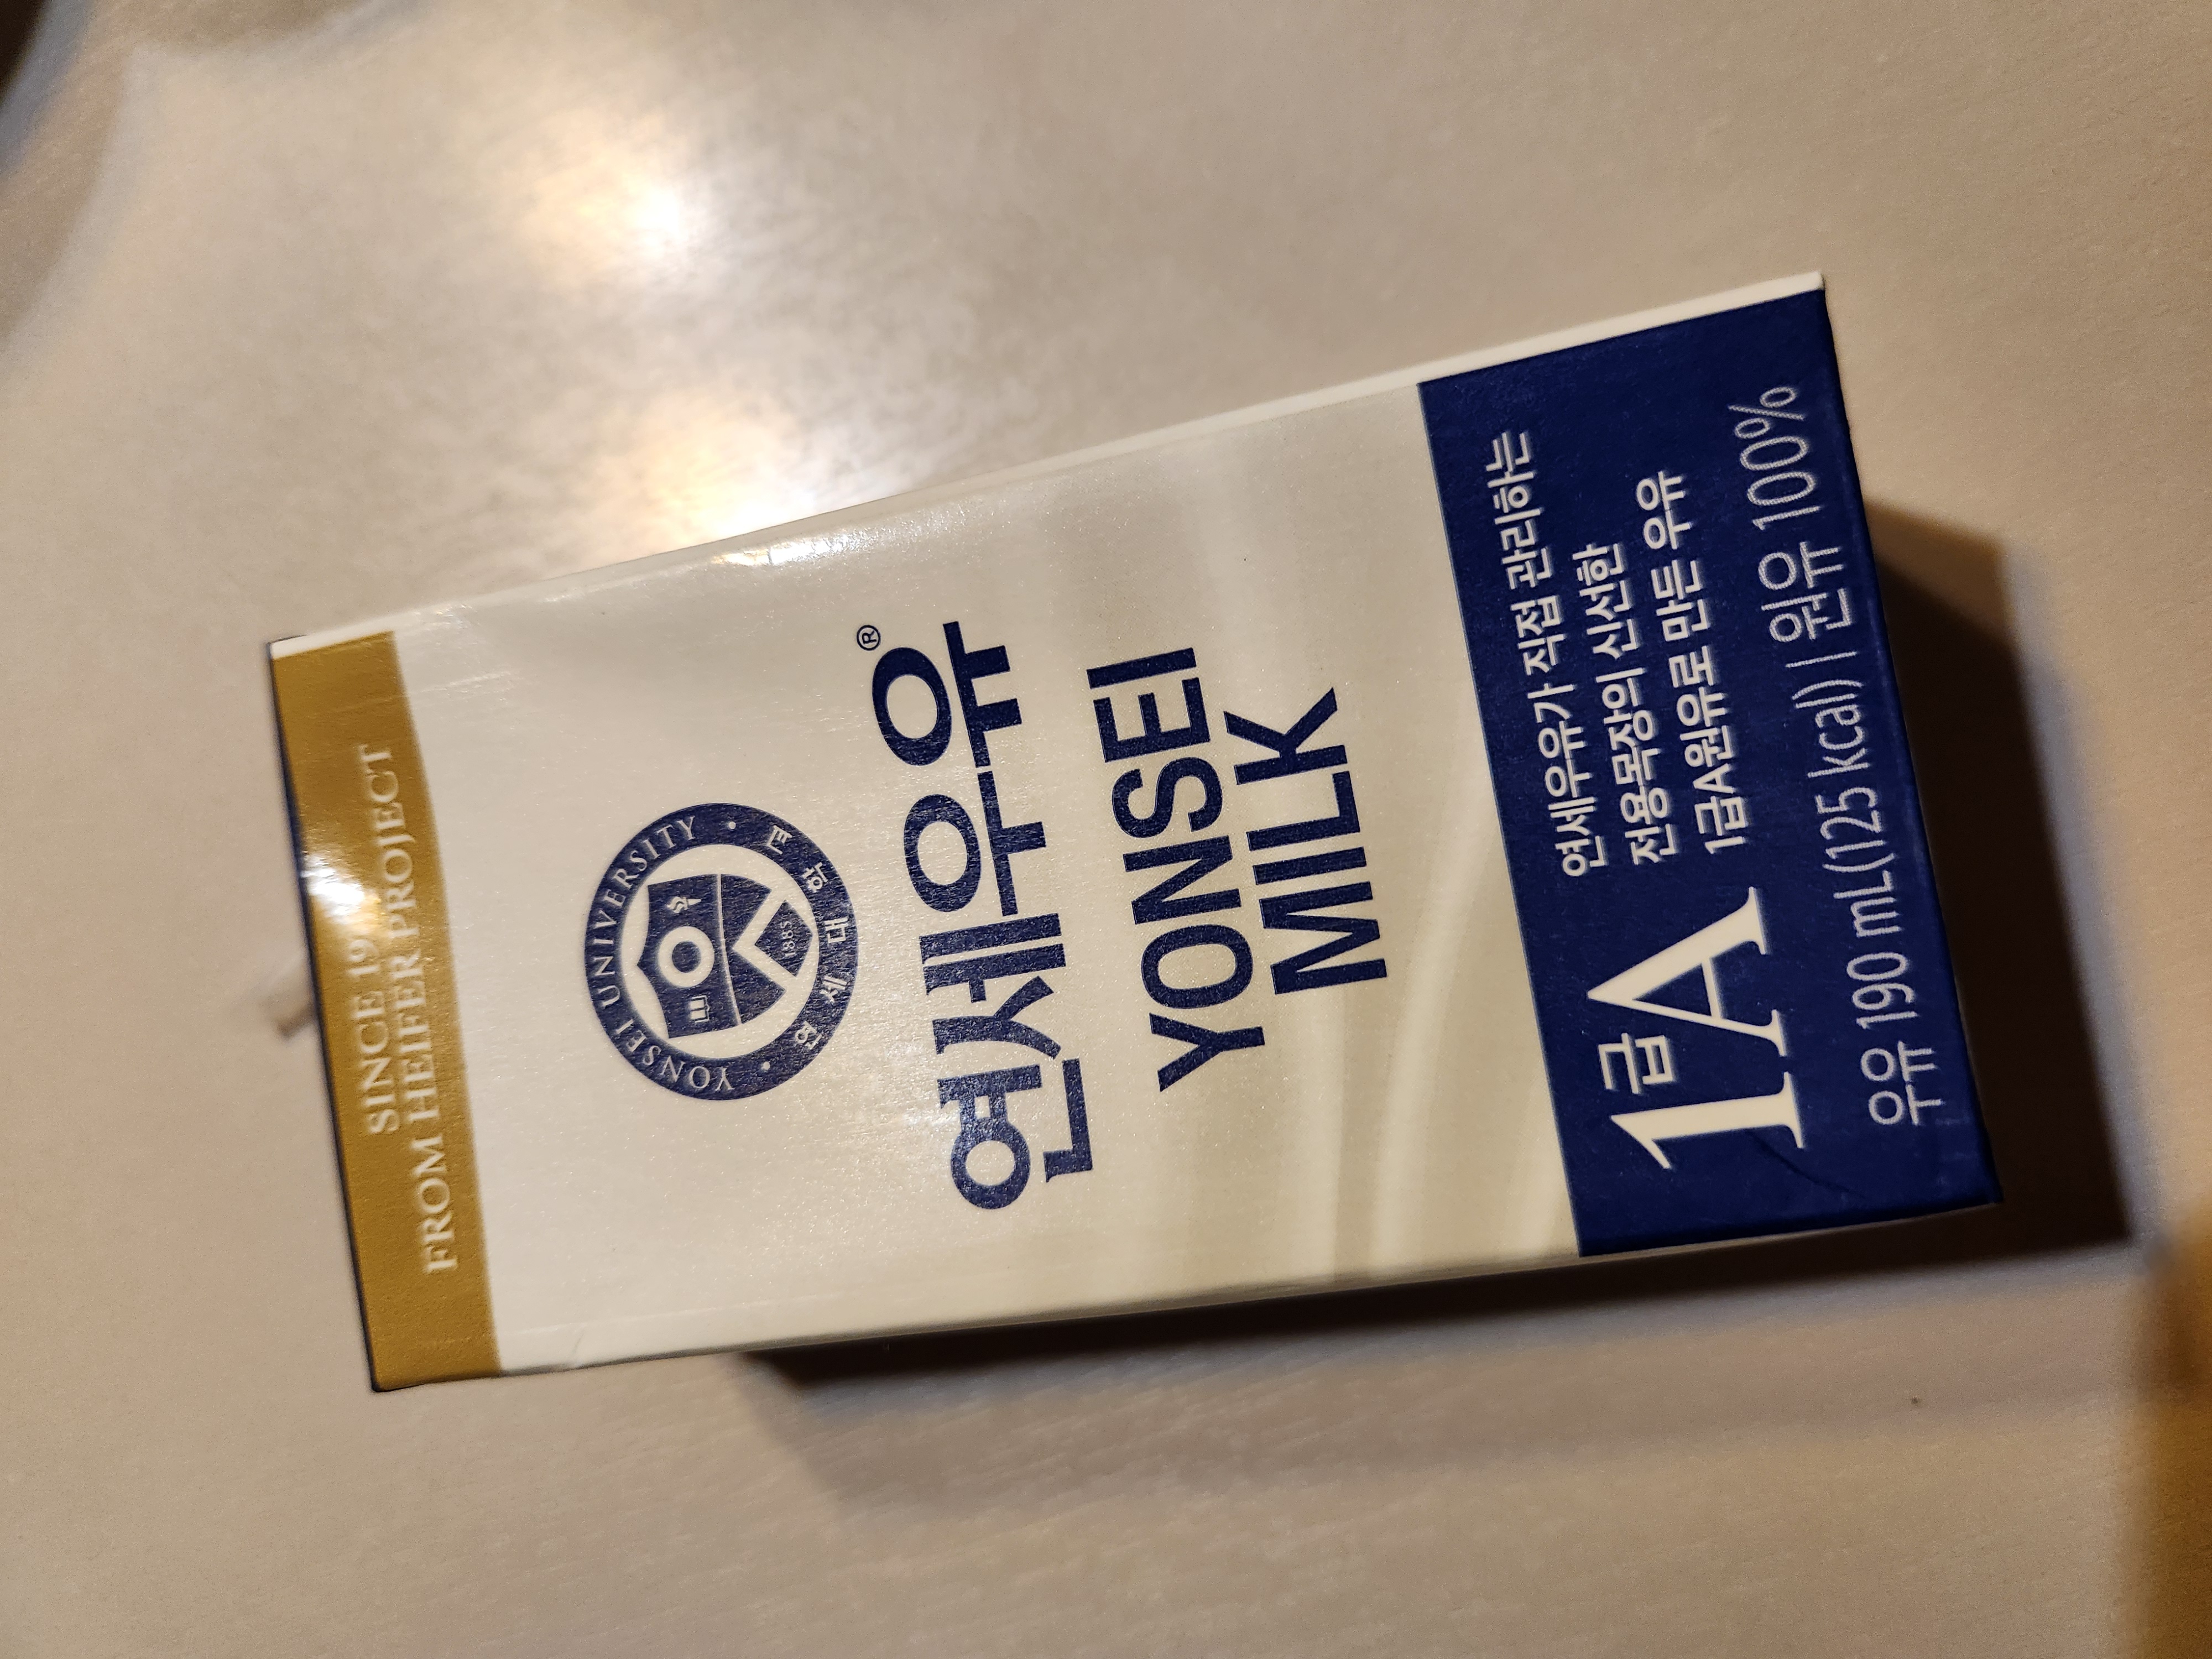 SINCE
FROM HEIFER PROJECT
YONSEI UNIVERSITY
연세대학교
1885
연세우유®
YONSEI
MILK
1급A
연세우유가 직접 관리하는
전용목장의 신선한
1급A원유로 만든 우유
우유 190 mL(125 kcal) | 원유 100%